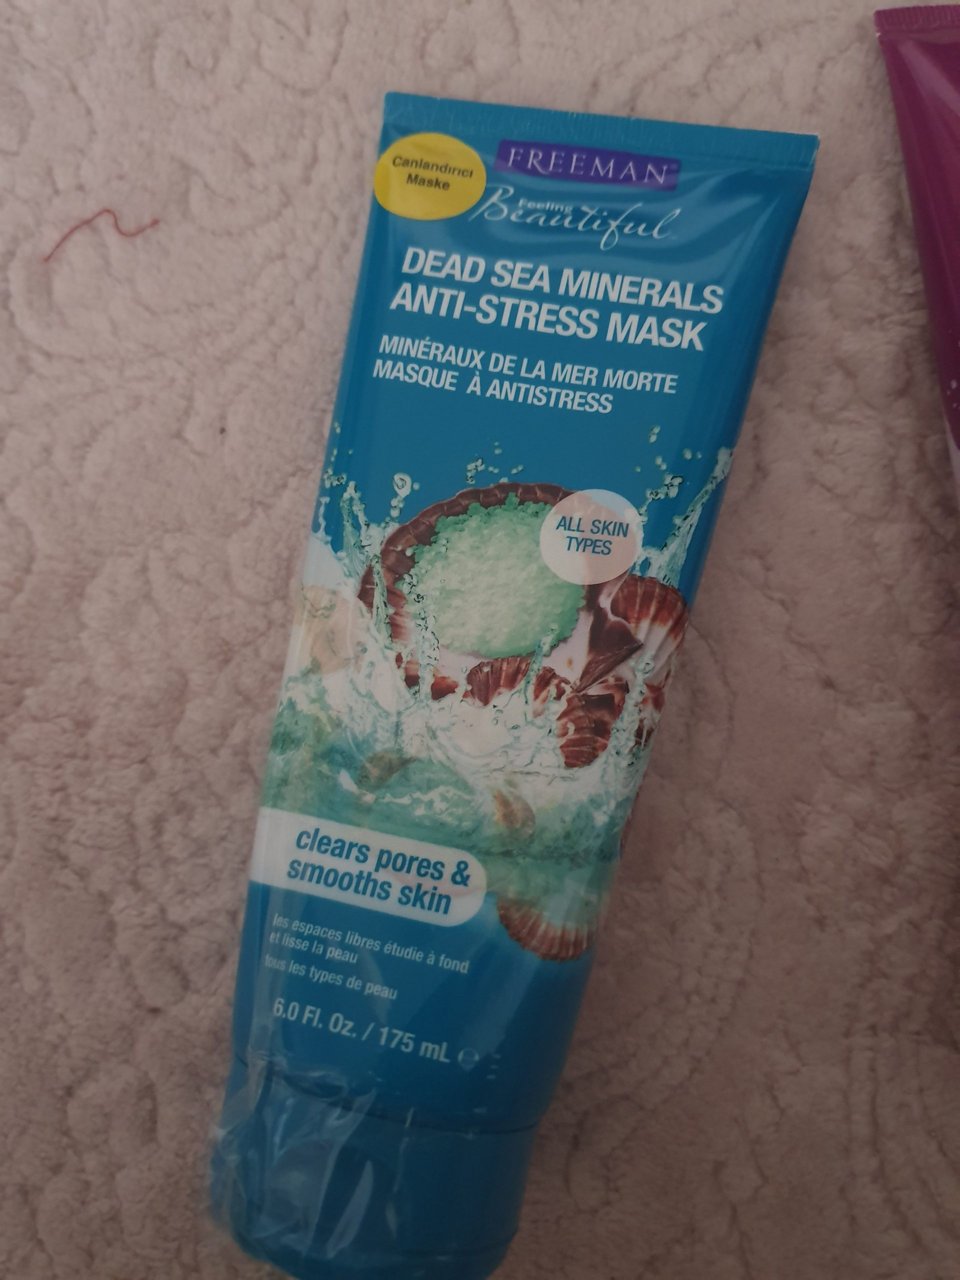 Canlandırıcı
Maske
FREEMAN
Feeling
Beautiful
DEAD SEA MINERALS
ANTI-STRESS MASK
MINÉRAUX DE LA MER MORTE
MASQUE À ANTISTRESS
ALL SKIN
TYPES
clears pores &
smooths skin
les espaces libres étudie à fond
et lisse la peau
tous les types de peau
6.0 Fl. Oz. / 175 mL ℮